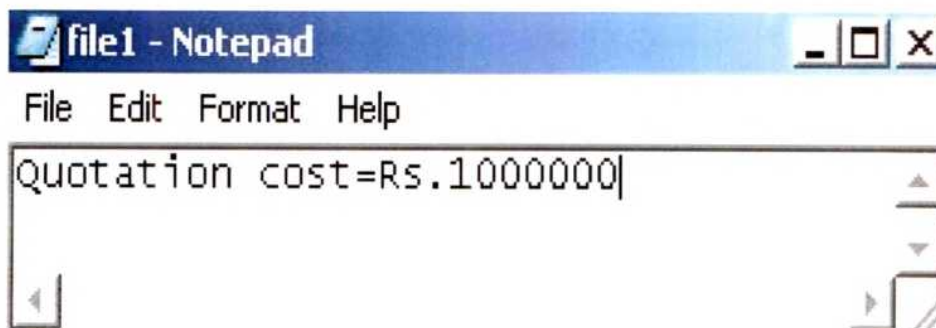 file1 - Notepad
File Edit Format Help
Quotation cost=Rs.1000000